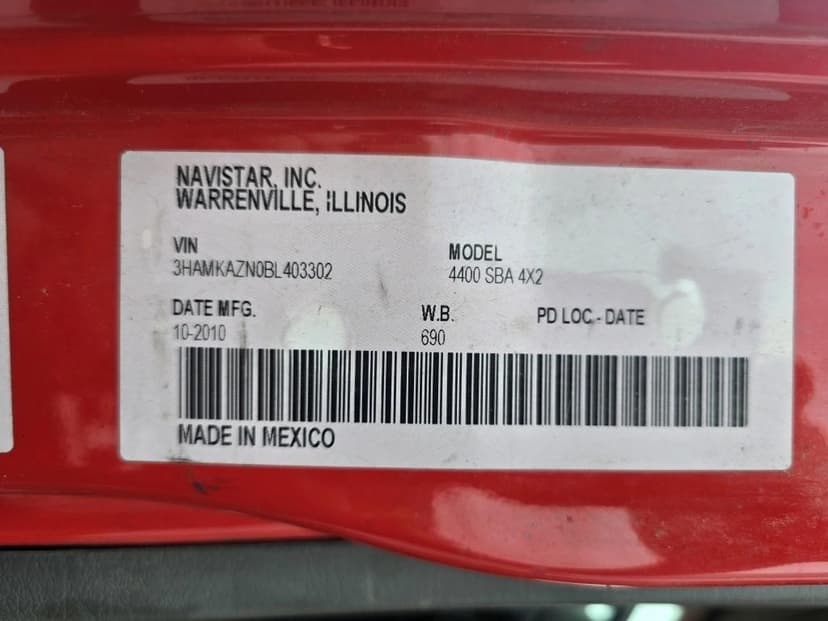 NAVISTAR, INC.
WARRENVILLE, ILLINOIS
VIN
3HAMKAZN0BL403302
MODEL
4400 SBA 4X2
DATE MFG.
10-2010
W.B.
690
PD LOC - DATE
MADE IN MEXICO